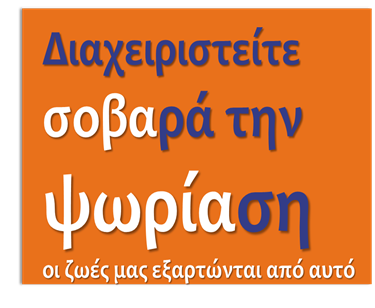 Διαχειριστείτε
σοβαρά την
ψωρίαση
οι ζωές μας εξαρτώνται από αυτό